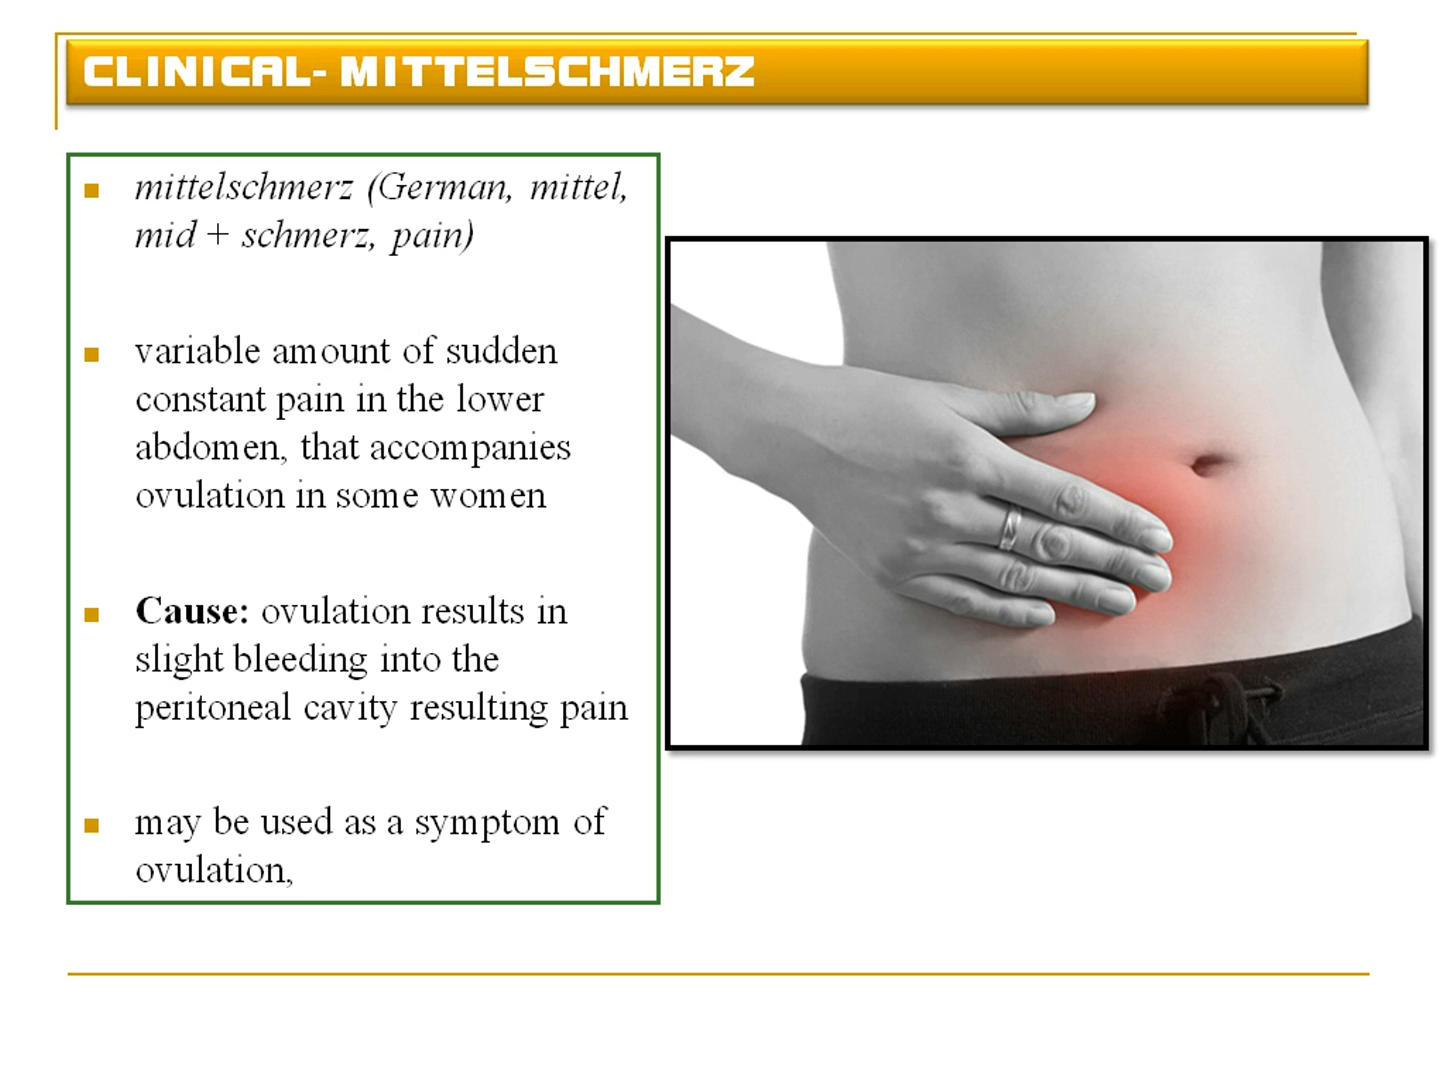 CLINICAL- MITTELSCHMERZ
mittelschmerz (German, mittel,
mid + schmerz, pain)
variable amount of sudden
constant pain in the lower
abdomen, that accompanies
ovulation in some women
Cause: ovulation results in
slight bleeding into the
peritoneal cavity resulting pain
may be used as a symptom of
ovulation,